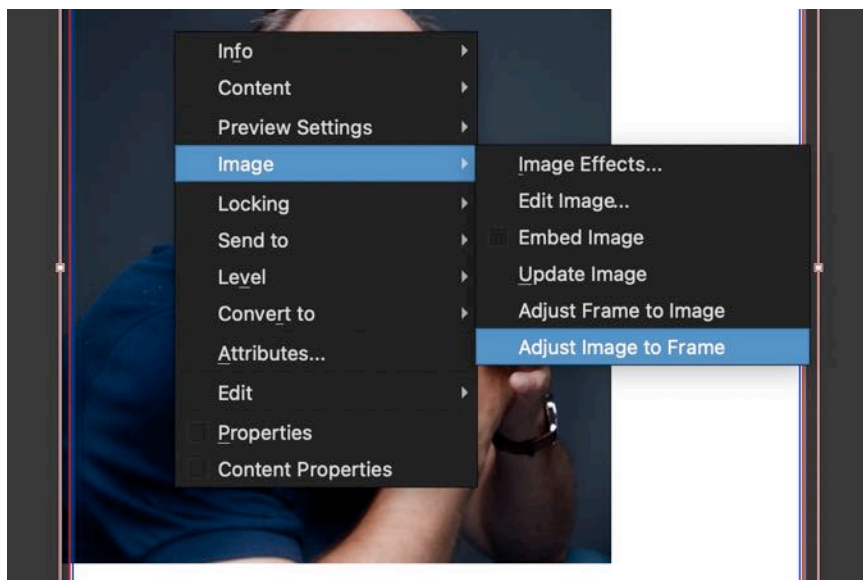 Info
Content
Preview Settings
Image
Locking
Send to
Level
Convert to
Attributes...
Edit
Properties
Content Properties
Image Effects...
Edit Image...
Embed Image
Update Image
Adjust Frame to Image
Adjust Image to Frame